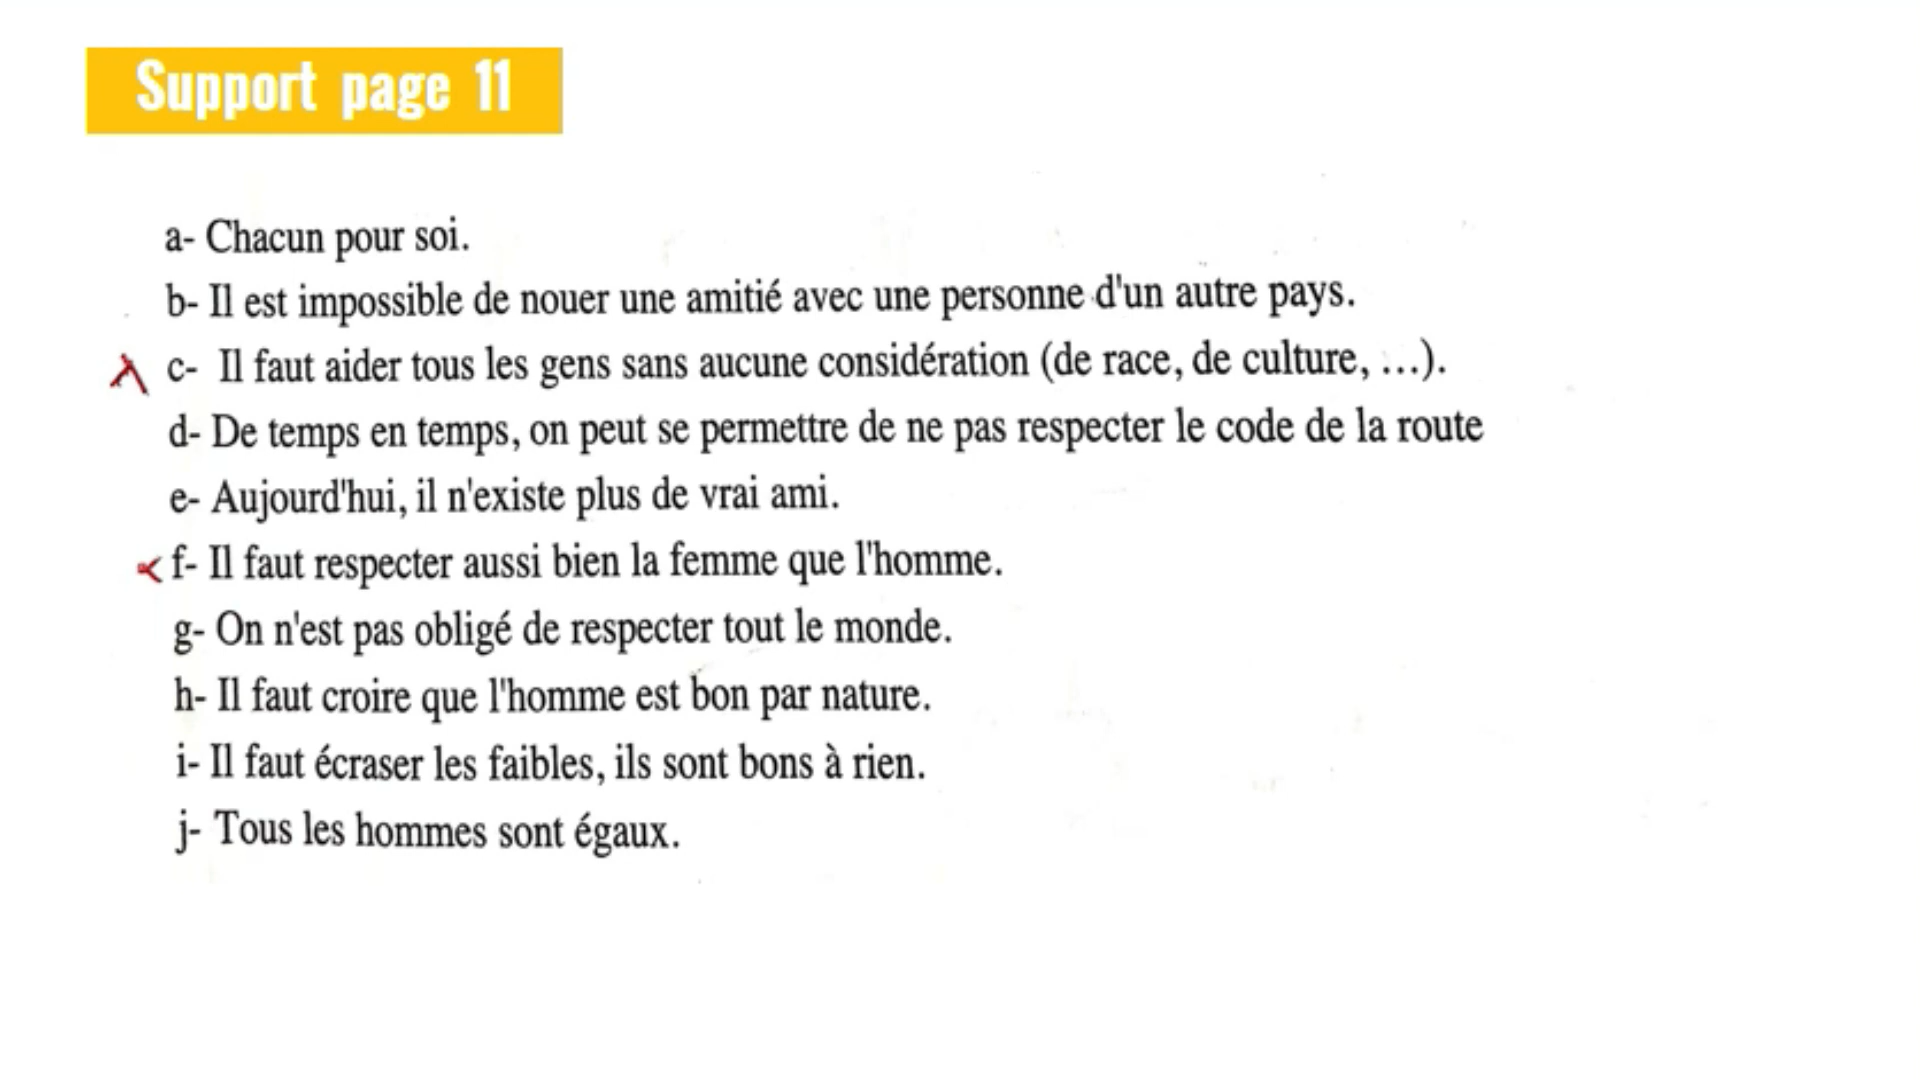 Support page 11
a- Chacun pour soi.
b- Il est impossible de nouer une amitié avec une personne d'un autre pays.
c- Il faut aider tous les gens sans aucune considération (de race, de culture, ...).
d- De temps en temps, on peut se permettre de ne pas respecter le code de la route
e- Aujourd'hui, il n'existe plus de vrai ami.
f- Il faut respecter aussi bien la femme que l'homme.
g- On n'est pas obligé de respecter tout le monde.
h- Il faut croire que l'homme est bon par nature.
i- Il faut écraser les faibles, ils sont bons à rien.
j- Tous les hommes sont égaux.